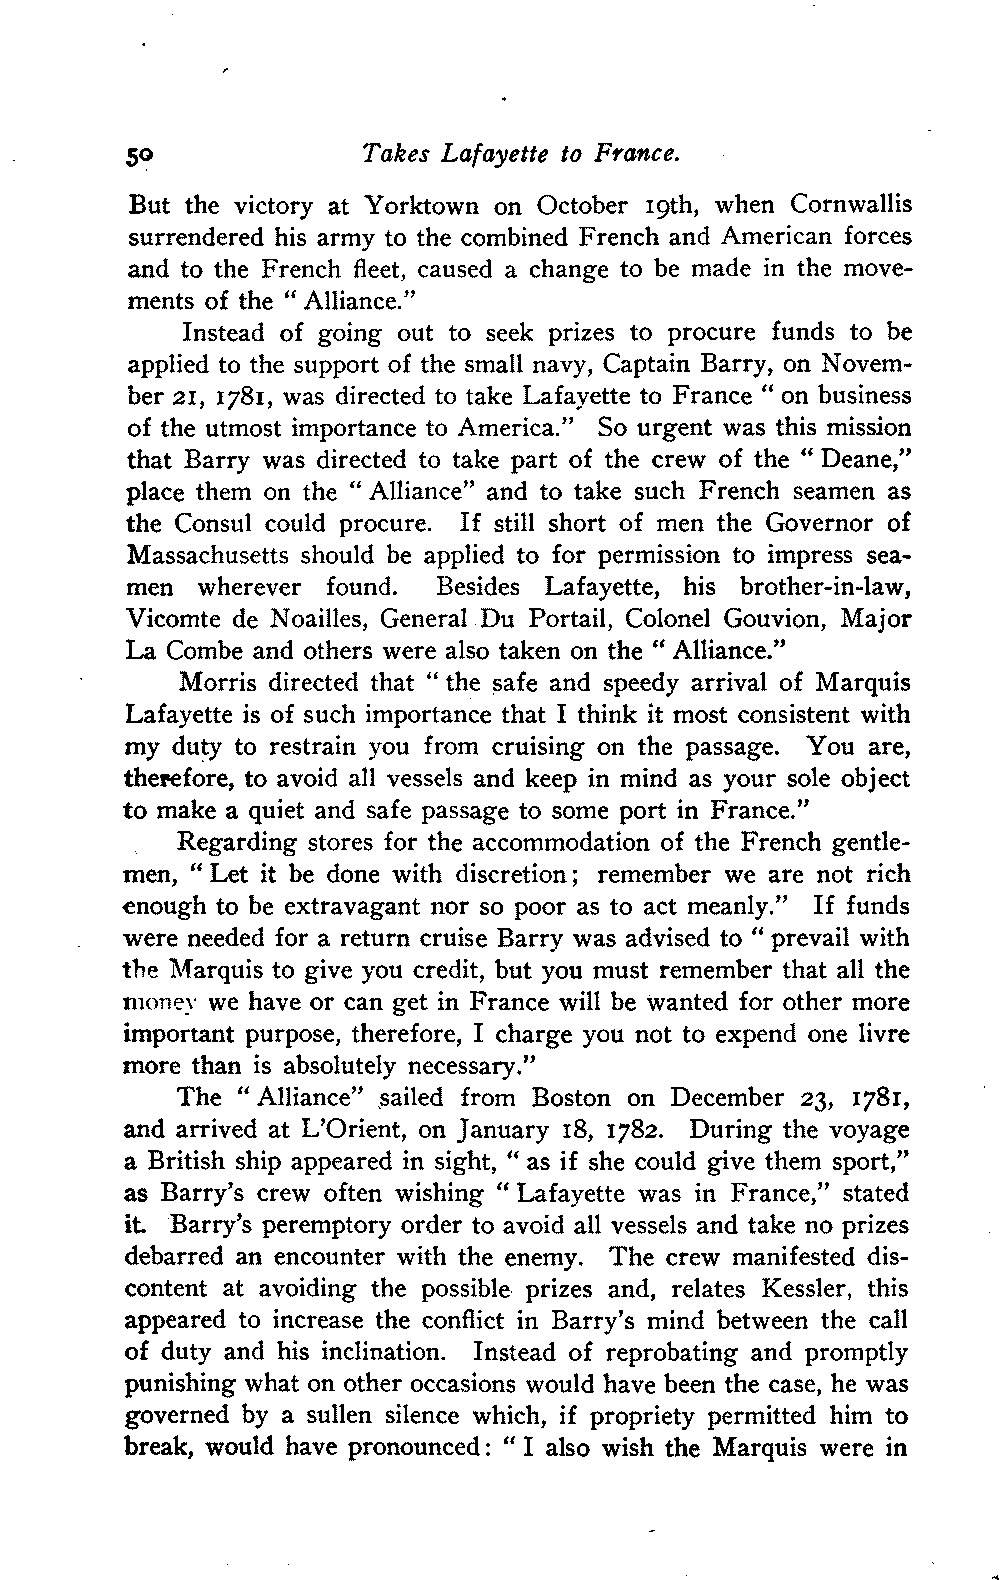 50 Takes Lafayette to France.
But the victory at Yorktown on October 19th, when Cornwallis
surrendered his army to the combined French and American forces
and to the French fleet, caused a change to be made in the move-
ments of the “ Alliance.”
Instead of going out to seek prizes to procure funds to be
applied to the support of the small navy, Captain Barry, on Novem-
ber 21, 1781, was directed to take Lafayette to France “ on business
of the utmost importance to America.” So urgent was this mission
that Barry was directed to take part of the crew of the “ Deane,”
place them on the “ Alliance” and to take such French seamen as
the Consul could procure. If still short of men the Governor of
Massachusetts should be applied to for permission to impress sea-
men wherever found. Besides Lafayette, his brother-in-law,
Vicomte de Noailles, General Du Portail, Colonel Gouvion, Major
La Combe and others were also taken on the “ Alliance.”
Morris directed that “ the safe and speedy arrival of Marquis
Lafayette is of such importance that I think it most consistent with
my duty to restrain you from cruising on the passage. You are,
therefore, to avoid all vessels and keep in mind as your sole object
to make a quiet and safe passage to some port in France.”
Regarding stores for the accommodation of the French gentle-
men, “ Let it be done with discretion; remember we are not rich
enough to be extravagant nor so poor as to act meanly.” If funds
were needed for a return cruise Barry was advised to “ prevail with
the Marquis to give you credit, but you must remember that all the
money we have or can get in France will be wanted for other more
important purpose, therefore, I charge you not to expend one livre
more than is absolutely necessary.”
The “ Alliance” sailed from Boston on December 23, 1781,
and arrived at L’Orient, on January 18, 1782. During the voyage
a British ship appeared in sight, “ as if she could give them sport,”
as Barry’s crew often wishing “ Lafayette was in France,” stated
it. Barry’s peremptory order to avoid all vessels and take no prizes
debarred an encounter with the enemy. The crew manifested dis-
content at avoiding the possible prizes and, relates Kessler, this
appeared to increase the conflict in Barry’s mind between the call
of duty and his inclination. Instead of reprobating and promptly
punishing what on other occasions would have been the case, he was
governed by a sullen silence which, if propriety permitted him to
break, would have pronounced: “ I also wish the Marquis were in